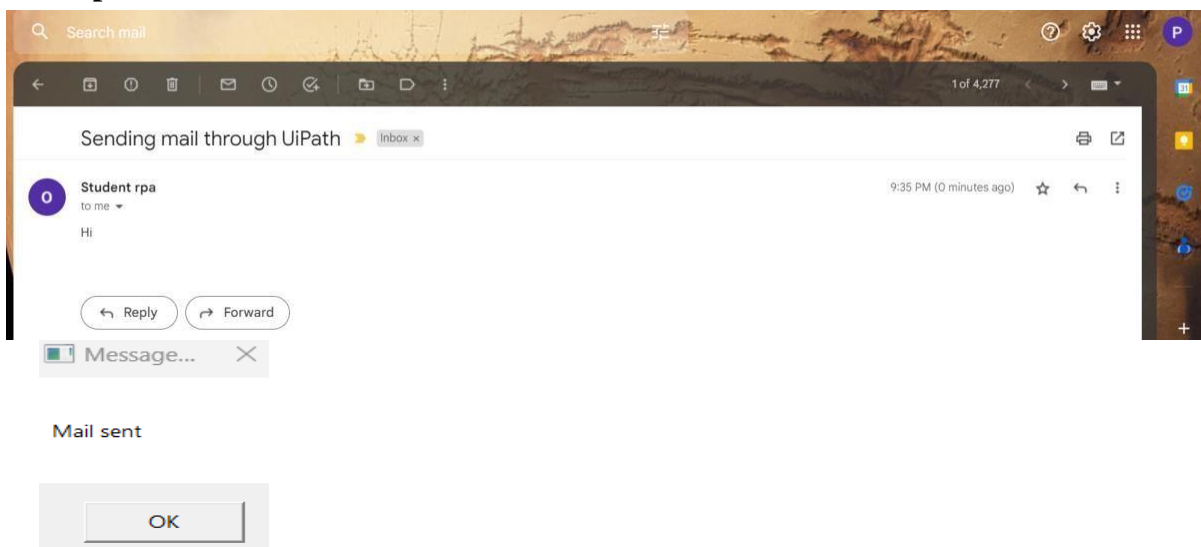 Search mail
P
1 of 4,277
31
Sending mail through UiPath Inbox ×
O
Student rpa
9:35 PM (0 minutes ago)
to me
Hi
Reply Forward
Message...
Mail sent
OK